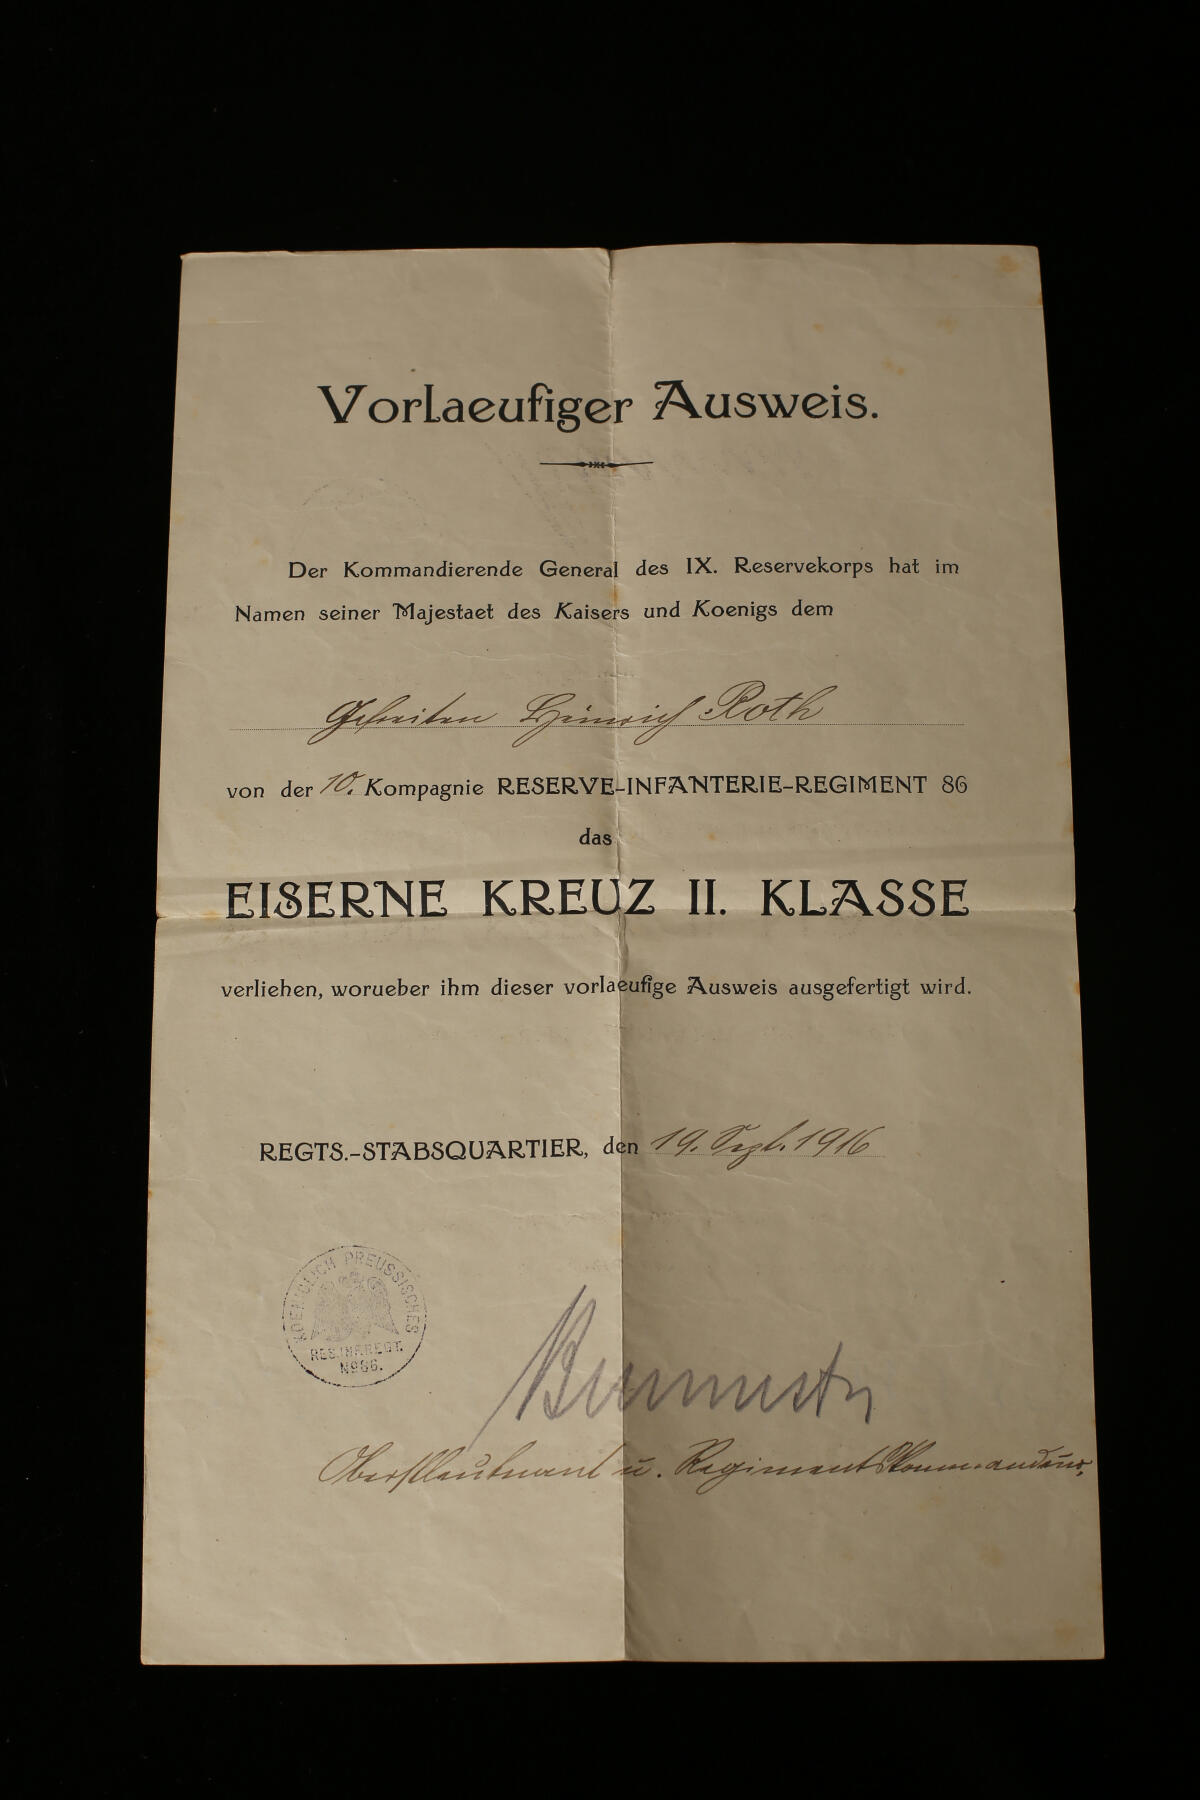 Vorlaeufiger Ausweis.
Der Kommandierende General des IX. Reservekorps hat im
Namen seiner Majestaet des Kaisers und Koenigs dem
Gefreiten Heinrich Roth
von der 10. Kompagnie RESERVE-INFANTERIE-REGIMENT 86
das
EISERNE KREUZ II. KLASSE
verliehen, worueber ihm dieser vorlaeufige Ausweis ausgefertigt wird.
REGTS.-STABSQUARTIER, den 19. Sept. 1916
KOENIGLICH PREUSSISCHES
RES.INF.REGT.
No86.
Oberstleutnant u. Regimentskommandeur.